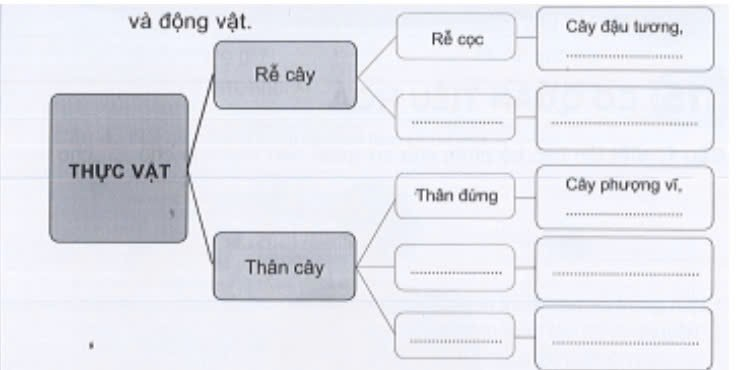 và động vật.
Rễ cọc
Cây đậu tương,
....................
Rễ cây
....................
....................
THỰC VẬT
Thân đứng
Cây phượng vĩ,
....................
Thân cây
....................
....................
....................
....................